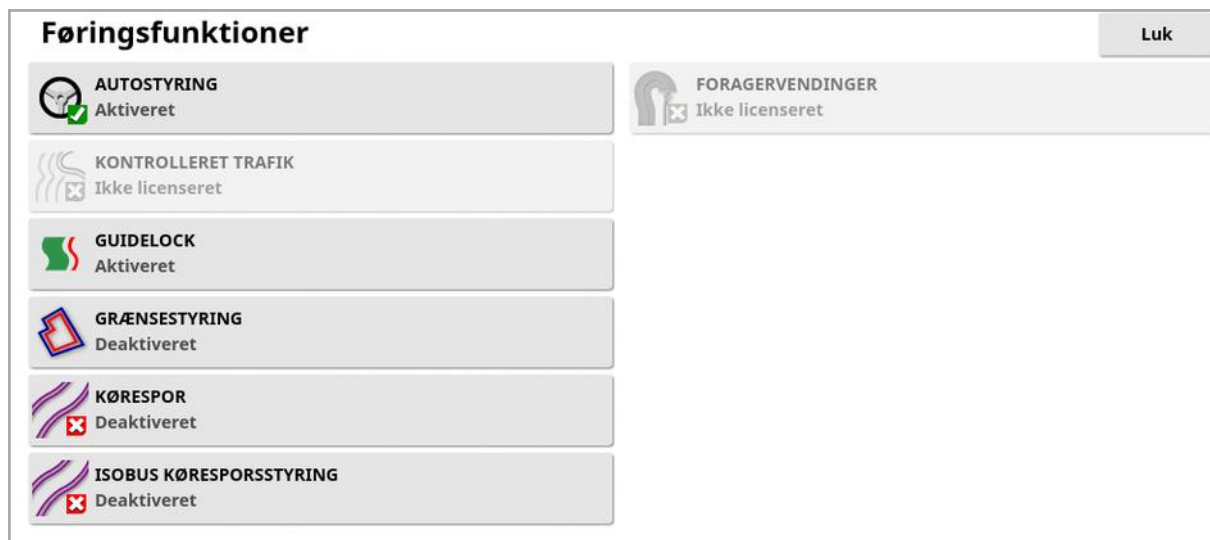 Føringsfunktioner
Luk
AUTOSTYRING
Aktiveret
FORAGERVENDINGER
Ikke licenseret
KONTROLLERET TRAFIK
Ikke licenseret
GUIDELOCK
Aktiveret
GRÆNSESTYRING
Deaktiveret
KØRESPOR
Deaktiveret
ISOBUS KØRESPORSSTYRING
Deaktiveret